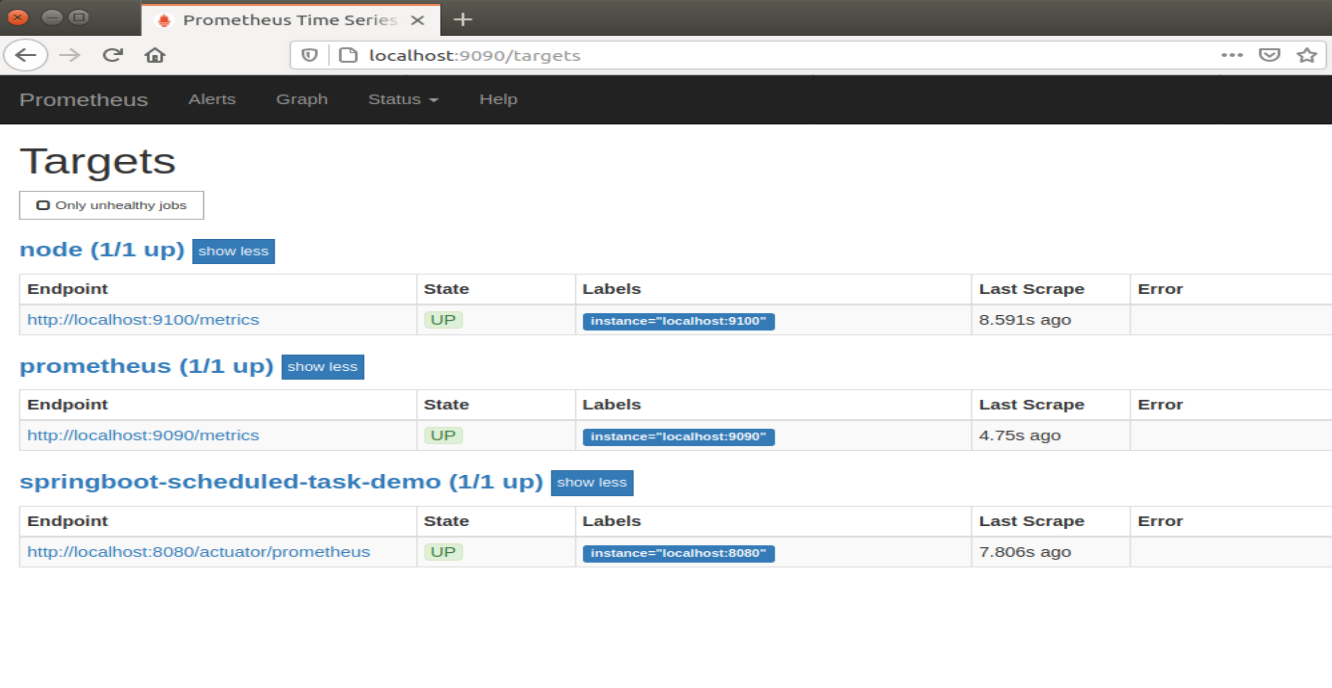 Prometheus Time Series
localhost:9090/targets
Prometheus Alerts Graph Status Help
Targets
Only unhealthy jobs
node (1/1 up) show less
Endpoint State Labels Last Scrape Error
http://localhost:9100/metrics UP instance="localhost:9100" 8.591s ago
prometheus (1/1 up) show less
Endpoint State Labels Last Scrape Error
http://localhost:9090/metrics UP instance="localhost:9090" 4.75s ago
springboot-scheduled-task-demo (1/1 up) show less
Endpoint State Labels Last Scrape Error
http://localhost:8080/actuator/prometheus UP instance="localhost:8080" 7.806s ago